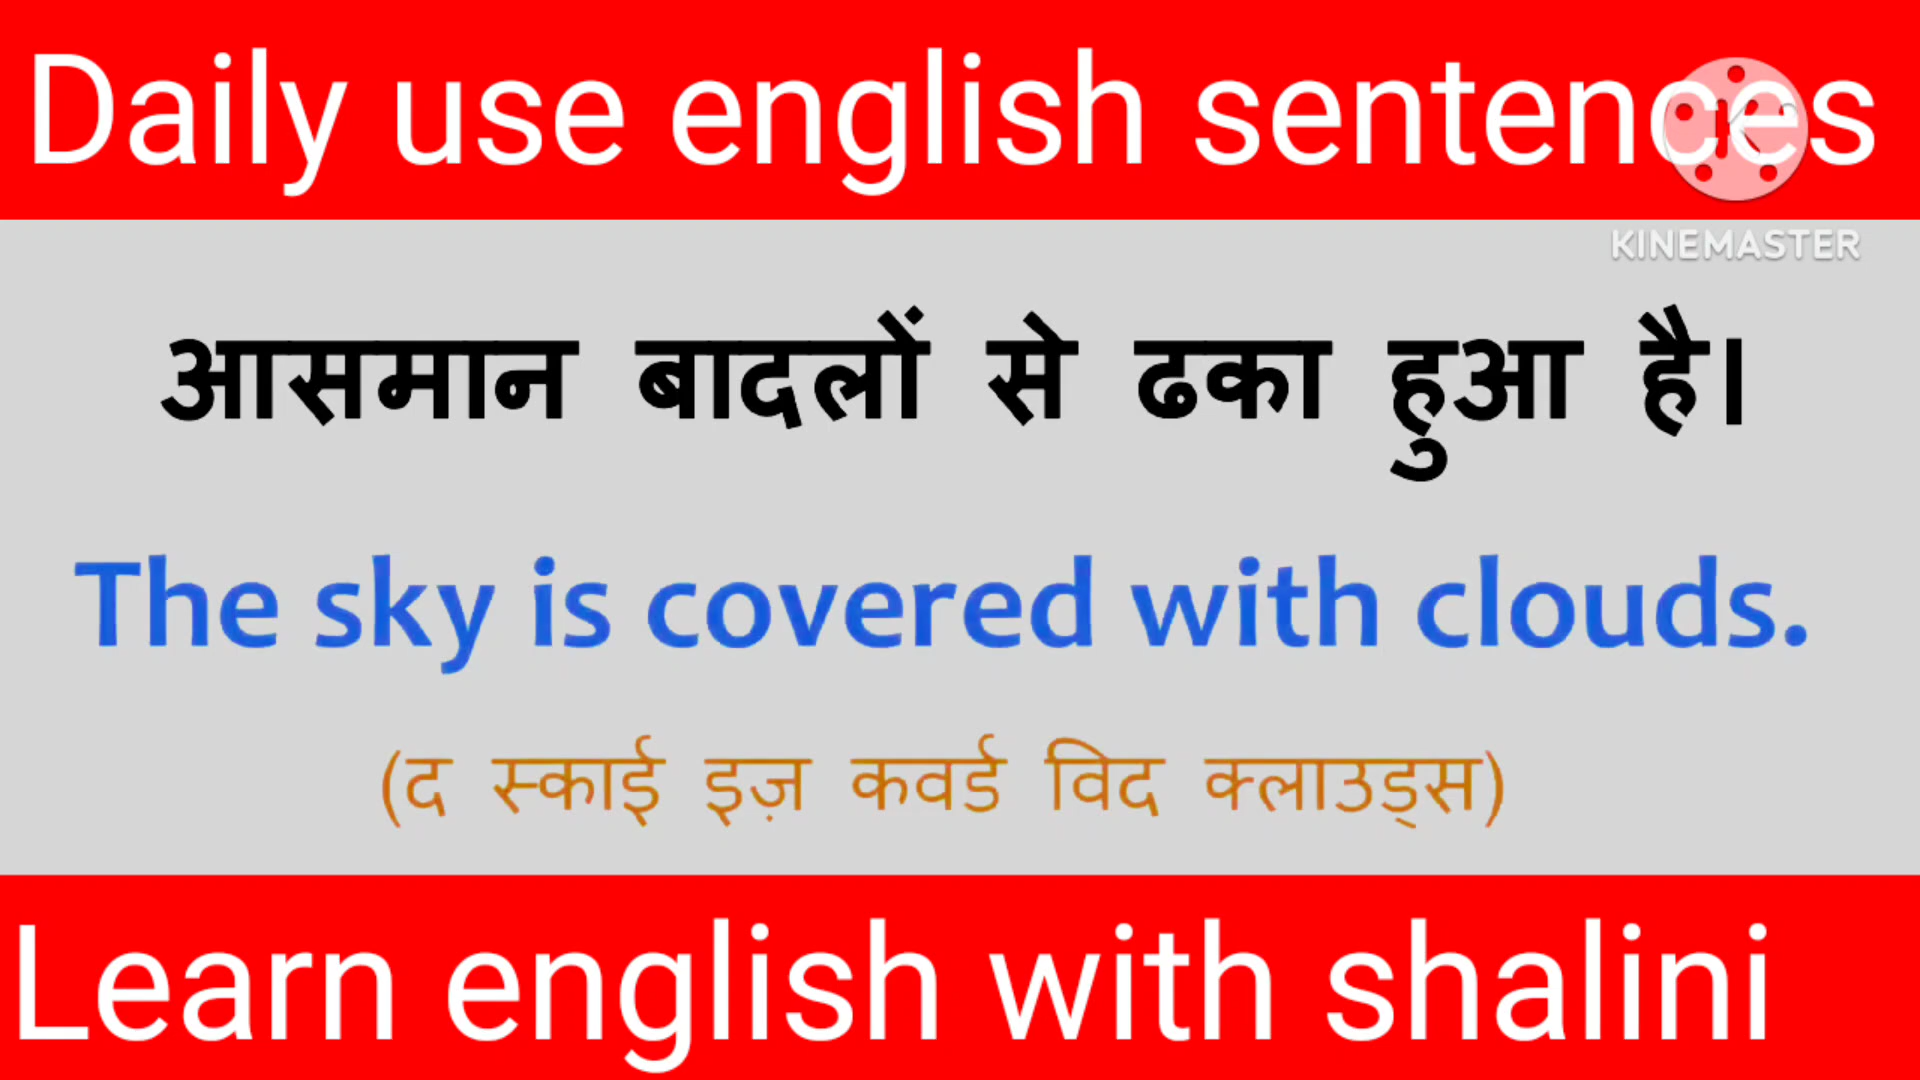 Daily use english sentences
KINEMASTER
आसमान बादलों से ढका हुआ है।
The sky is covered with clouds.
(द स्काई इज़ कवर्ड विद क्लाउड्स)
Learn english with shalini